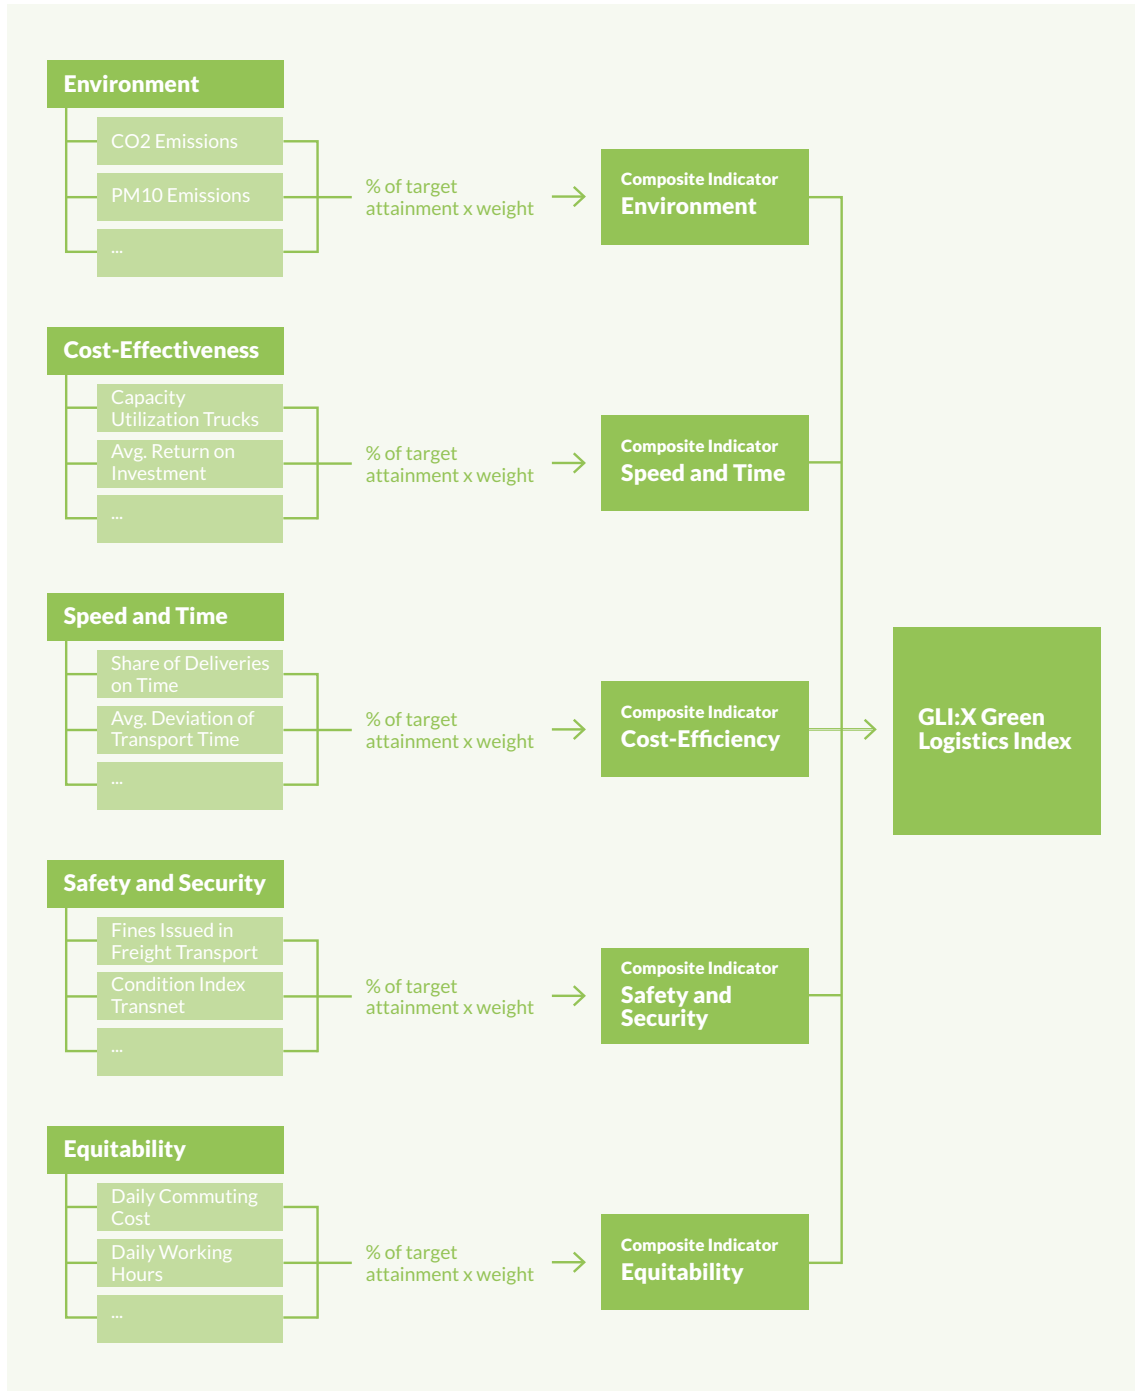 Environment
CO2 Emissions
PM10 Emissions
...
% of target
attainment x weight
Composite Indicator
Environment
Cost-Effectiveness
Capacity
Utilization Trucks
Avg. Return on
Investment
...
% of target
attainment x weight
Composite Indicator
Speed and Time
Speed and Time
Share of Deliveries
on Time
Avg. Deviation of
Transport Time
...
% of target
attainment x weight
Composite Indicator
Cost-Efficiency
GLI:X Green
Logistics Index
Safety and Security
Fines Issued in
Freight Transport
Condition Index
Transnet
...
% of target
attainment x weight
Composite Indicator
Safety and
Security
Equitability
Daily Commuting
Cost
Daily Working
Hours
...
% of target
attainment x weight
Composite Indicator
Equitability